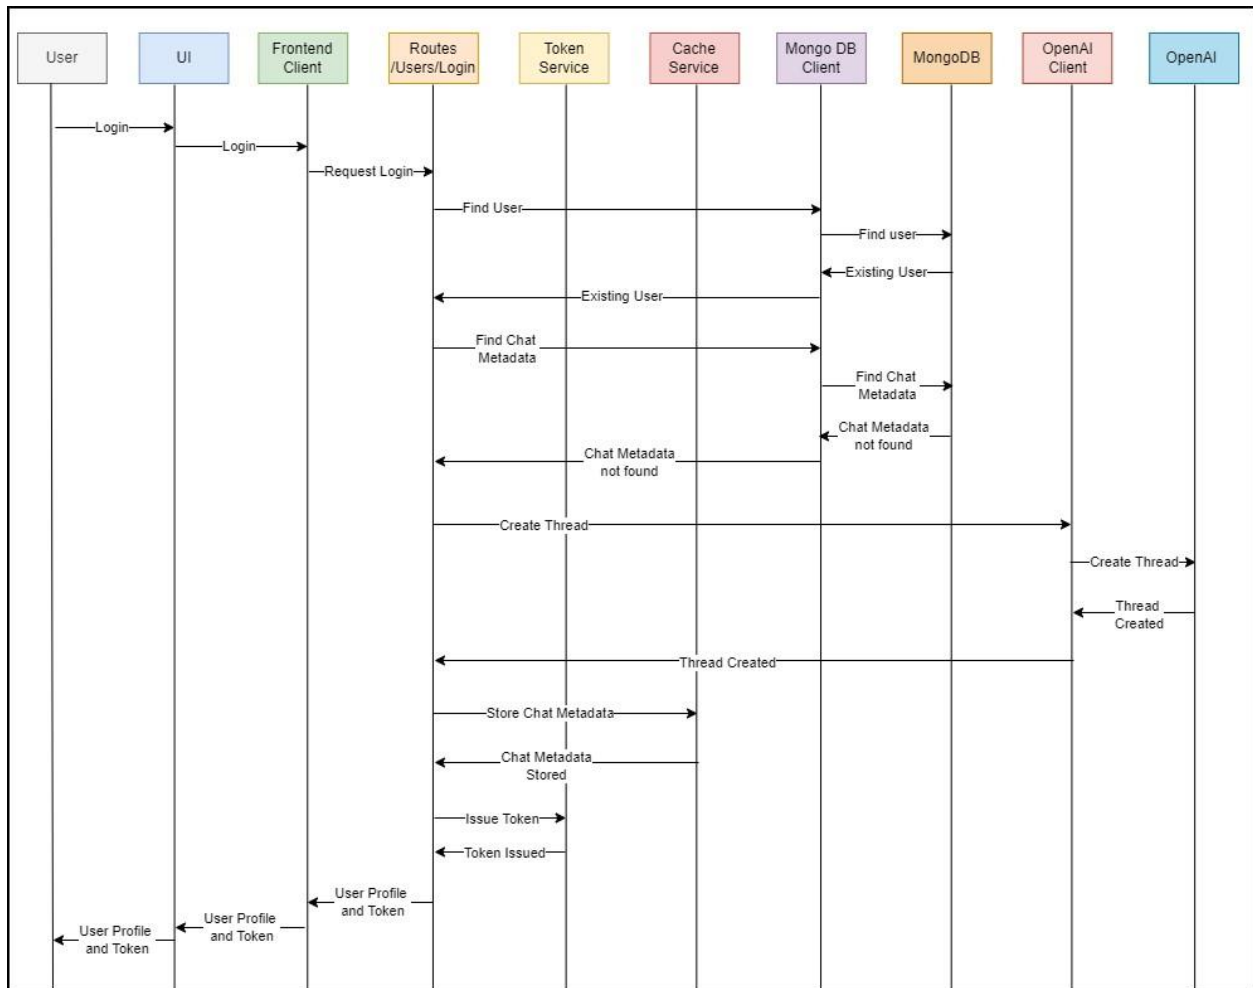 User
UI
Frontend
Client
Routes
/Users/Login
Token
Service
Cache
Service
Mongo DB
Client
MongoDB
OpenAI
Client
OpenAI
Login
Login
Request Login
Find User
Find user
Existing User
Existing User
Find Chat
Metadata
Find Chat
Metadata
Chat Metadata
not found
Chat Metadata
not found
Create Thread
Create Thread
Thread
Created
Thread Created
Store Chat Metadata
Chat Metadata
Stored
Issue Token
Token Issued
User Profile
and Token
User Profile
and Token
User Profile
and Token